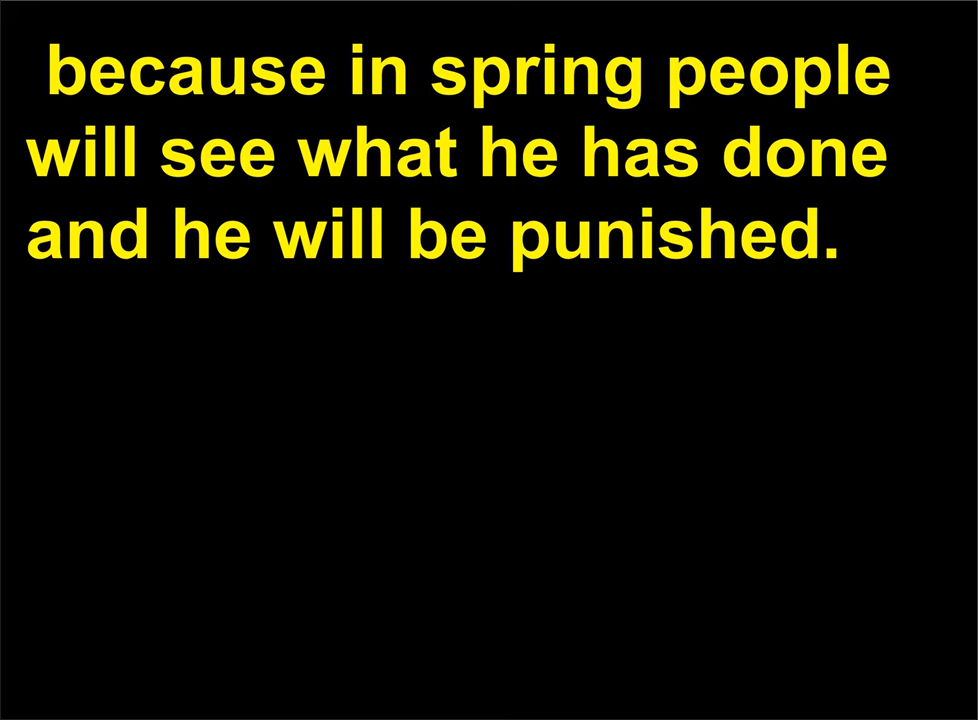 because in spring people
will see what he has done
and he will be punished.